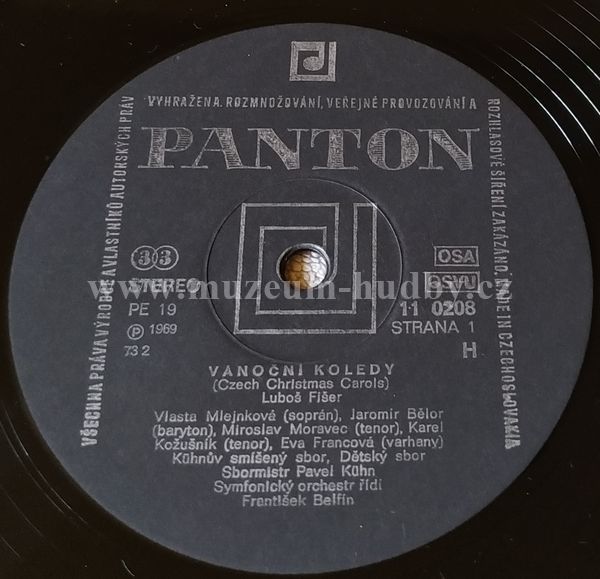 VYHRAŽENA. ROZMNOŽOVÁNÍ, VEŘEJNÉ PROVOZOVÁNÍ A
ROZHLASOVÉ ŠÍŘENÍ ZAKÁZÁNO. MADE IN CZECHOSLOVAKIA
VŠECHNA PRÁVA VÝROBCE A VLASTNÍKŮ AUTORSKÝCH PRÁV
PANTON
33
STEREO
PE 19
Ⓟ 1969
73 2
OSA
OSVU
11 0208
STRANA 1
H
www.muzeum-hudby.cz
VÁNOČNÍ KOLEDY
(Czech Christmas Carols)
Luboš Fišer
Vlasta Mlejnková (soprán), Jaromír Bělor
(baryton), Miroslav Moravec (tenor), Karel
Kožušník (tenor), Eva Francová (varhany)
Kühnův smíšený sbor, Dětský sbor
Sbormistr Pavel Kühn
Symfonický orchestr řídí
František Belfín